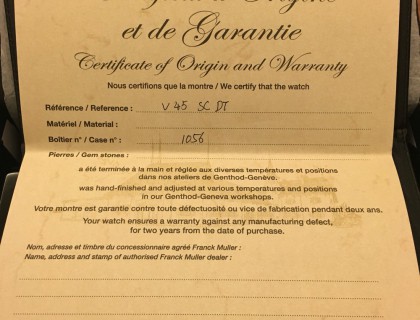 et de Garantie
Certificate of Origin and Warranty
Nous certifions que la montre / We certify that the watch
Référence / Reference : V 45 SC DT
Matériel / Material :
Boîtier n° / Case n° : 1056
Pierres / Gem stones :
a été terminée à la main et réglée aux diverses températures et positions
dans nos ateliers de Genthod-Genève.
was hand-finished and adjusted at various temperatures and positions
in our Genthod-Geneva workshops.
Votre montre est garantie contre toute défectuosité ou vice de fabrication pendant deux ans.
Your watch ensures a warranty against any manufacturing defect,
for two years from the date of purchase.
Nom, adresse et timbre du concessionnaire agréé Franck Muller :
Name, address and stamp of authorised Franck Muller dealer :